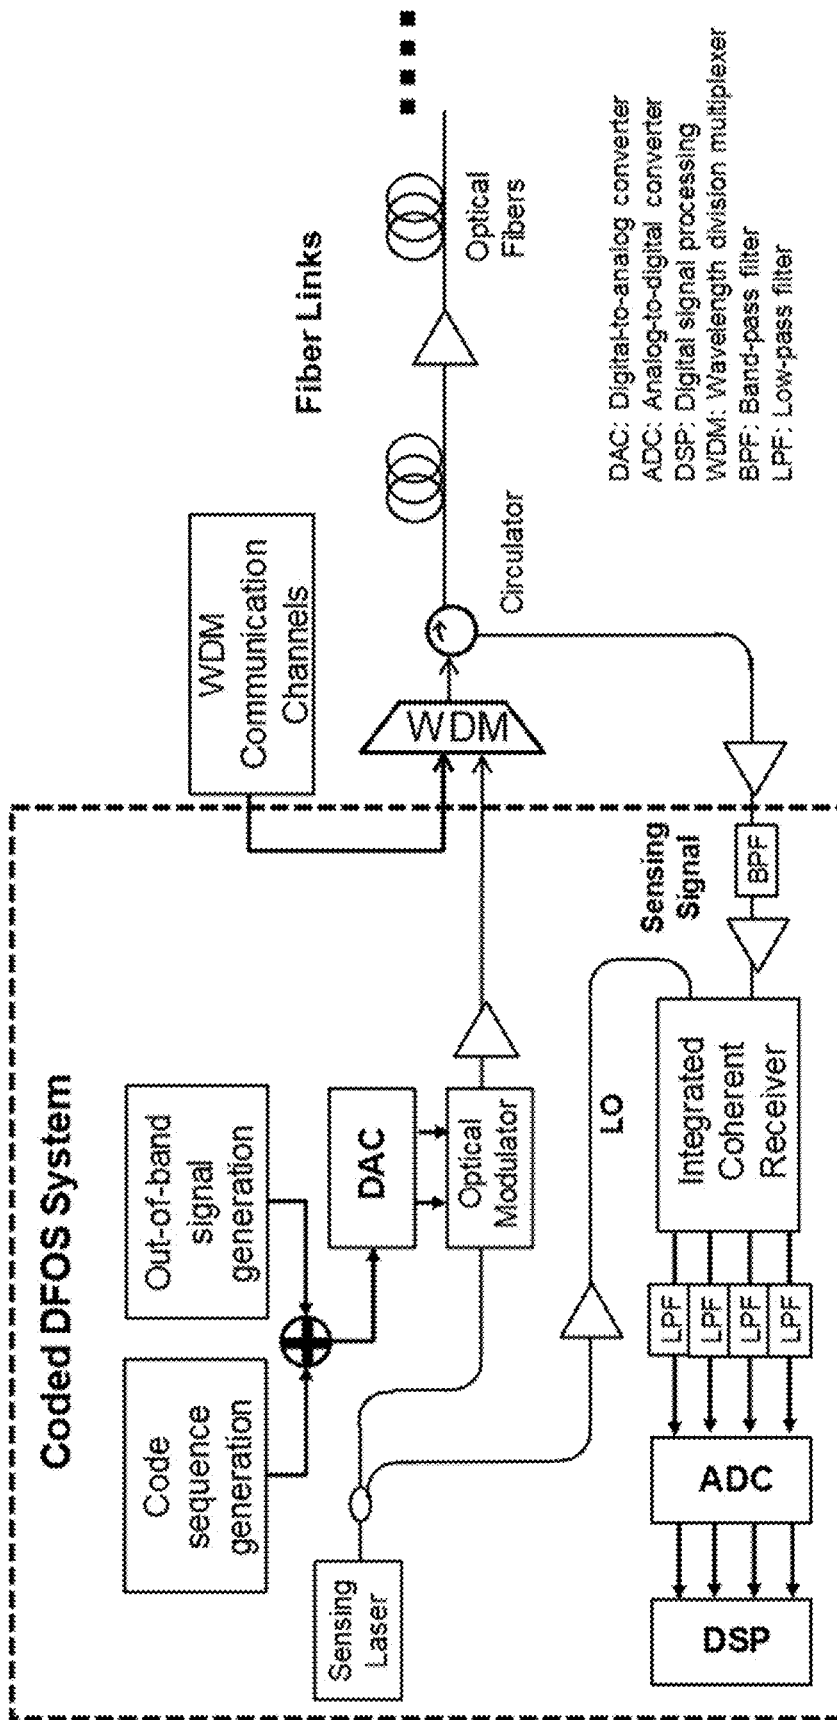 Coded DFOS System
Code
sequence
generation
Out-of-band
signal
generation
WDM
Communication
Channels
Fiber Links
Sensing
Laser
DAC
Optical
Modulator
WDM
Circulator
Optical
Fibers
LO
Sensing
Signal
DSP
ADC
LPF
LPF
LPF
LPF
Integrated
Coherent
Receiver
BPF
DAC: Digital-to-analog converter
ADC: Analog-to-digital converter
DSP: Digital signal processing
WDM: Wavelength division multiplexer
BPF: Band-pass filter
LPF: Low-pass filter